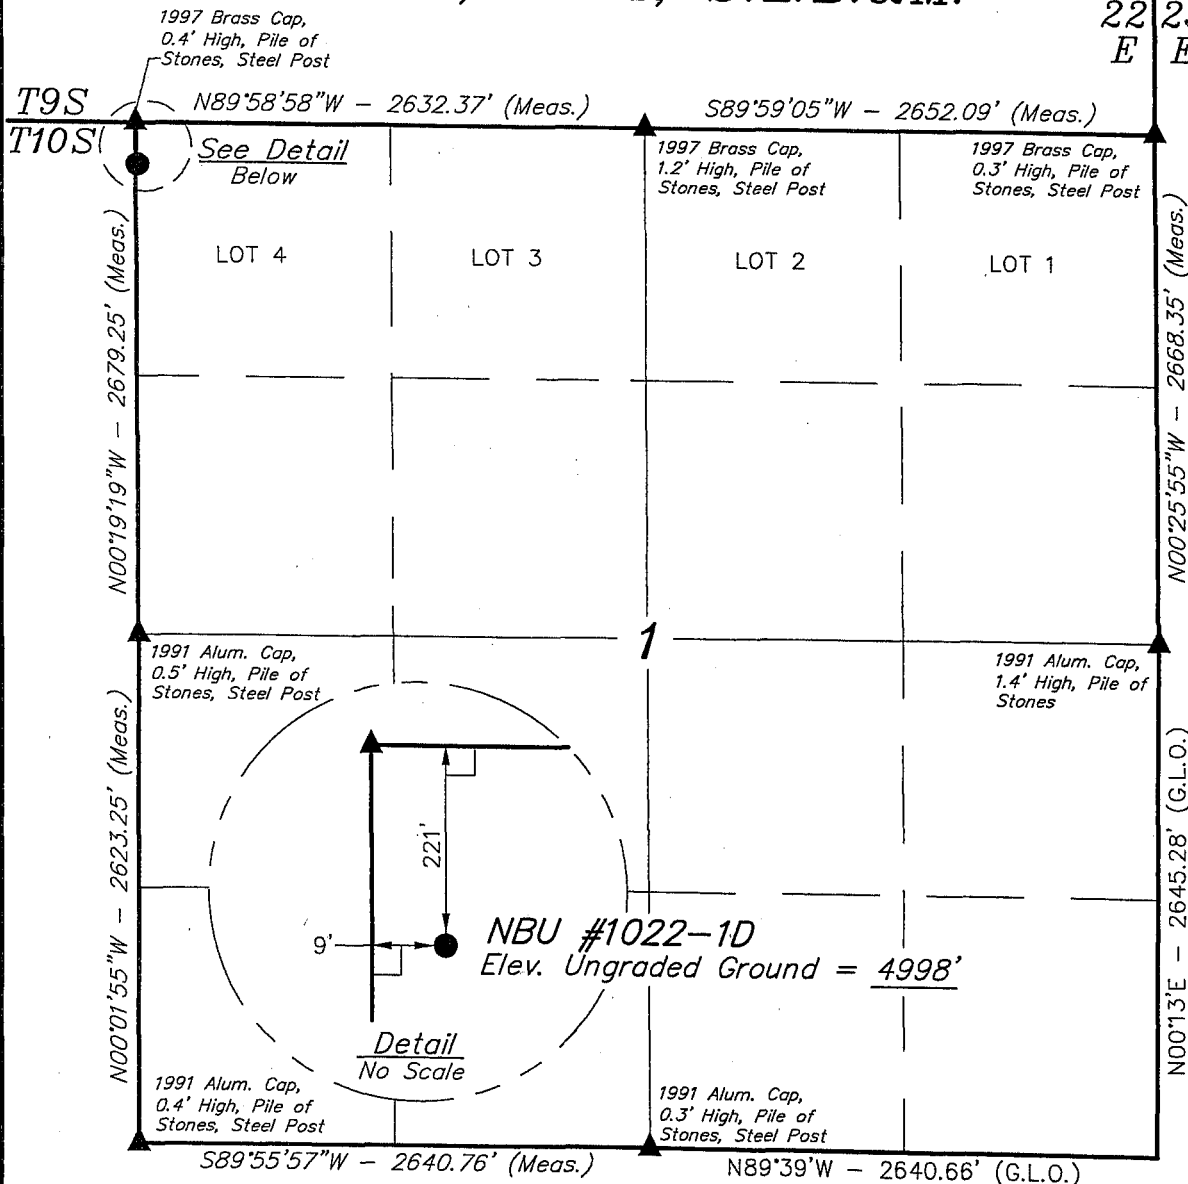 S.L.B.&M.
22 2
E E
1997 Brass Cap,
0.4' High, Pile of
Stones, Steel Post
T9S
T10S
N89°58'58"W - 2632.37' (Meas.)
S89°59'05"W - 2652.09' (Meas.)
See Detail
Below
1997 Brass Cap,
1.2' High, Pile of
Stones, Steel Post
1997 Brass Cap,
0.3' High, Pile of
Stones, Steel Post
LOT 4
LOT 3
LOT 2
LOT 1
N00°19'19"W - 2679.25' (Meas.)
N00°25'55"W - 2668.35' (Meas.)
1
1991 Alum. Cap,
0.5' High, Pile of
Stones, Steel Post
1991 Alum. Cap,
1.4' High, Pile of
Stones
N00°01'55"W - 2623.25' (Meas.)
N00°13'E - 2645.28' (G.L.O.)
221'
9'
NBU #1022-1D
Elev. Ungraded Ground = 4998'
Detail
No Scale
1991 Alum. Cap,
0.4' High, Pile of
Stones, Steel Post
1991 Alum. Cap,
0.3' High, Pile of
Stones, Steel Post
S89°55'57"W - 2640.76' (Meas.)
N89°39'W - 2640.66' (G.L.O.)